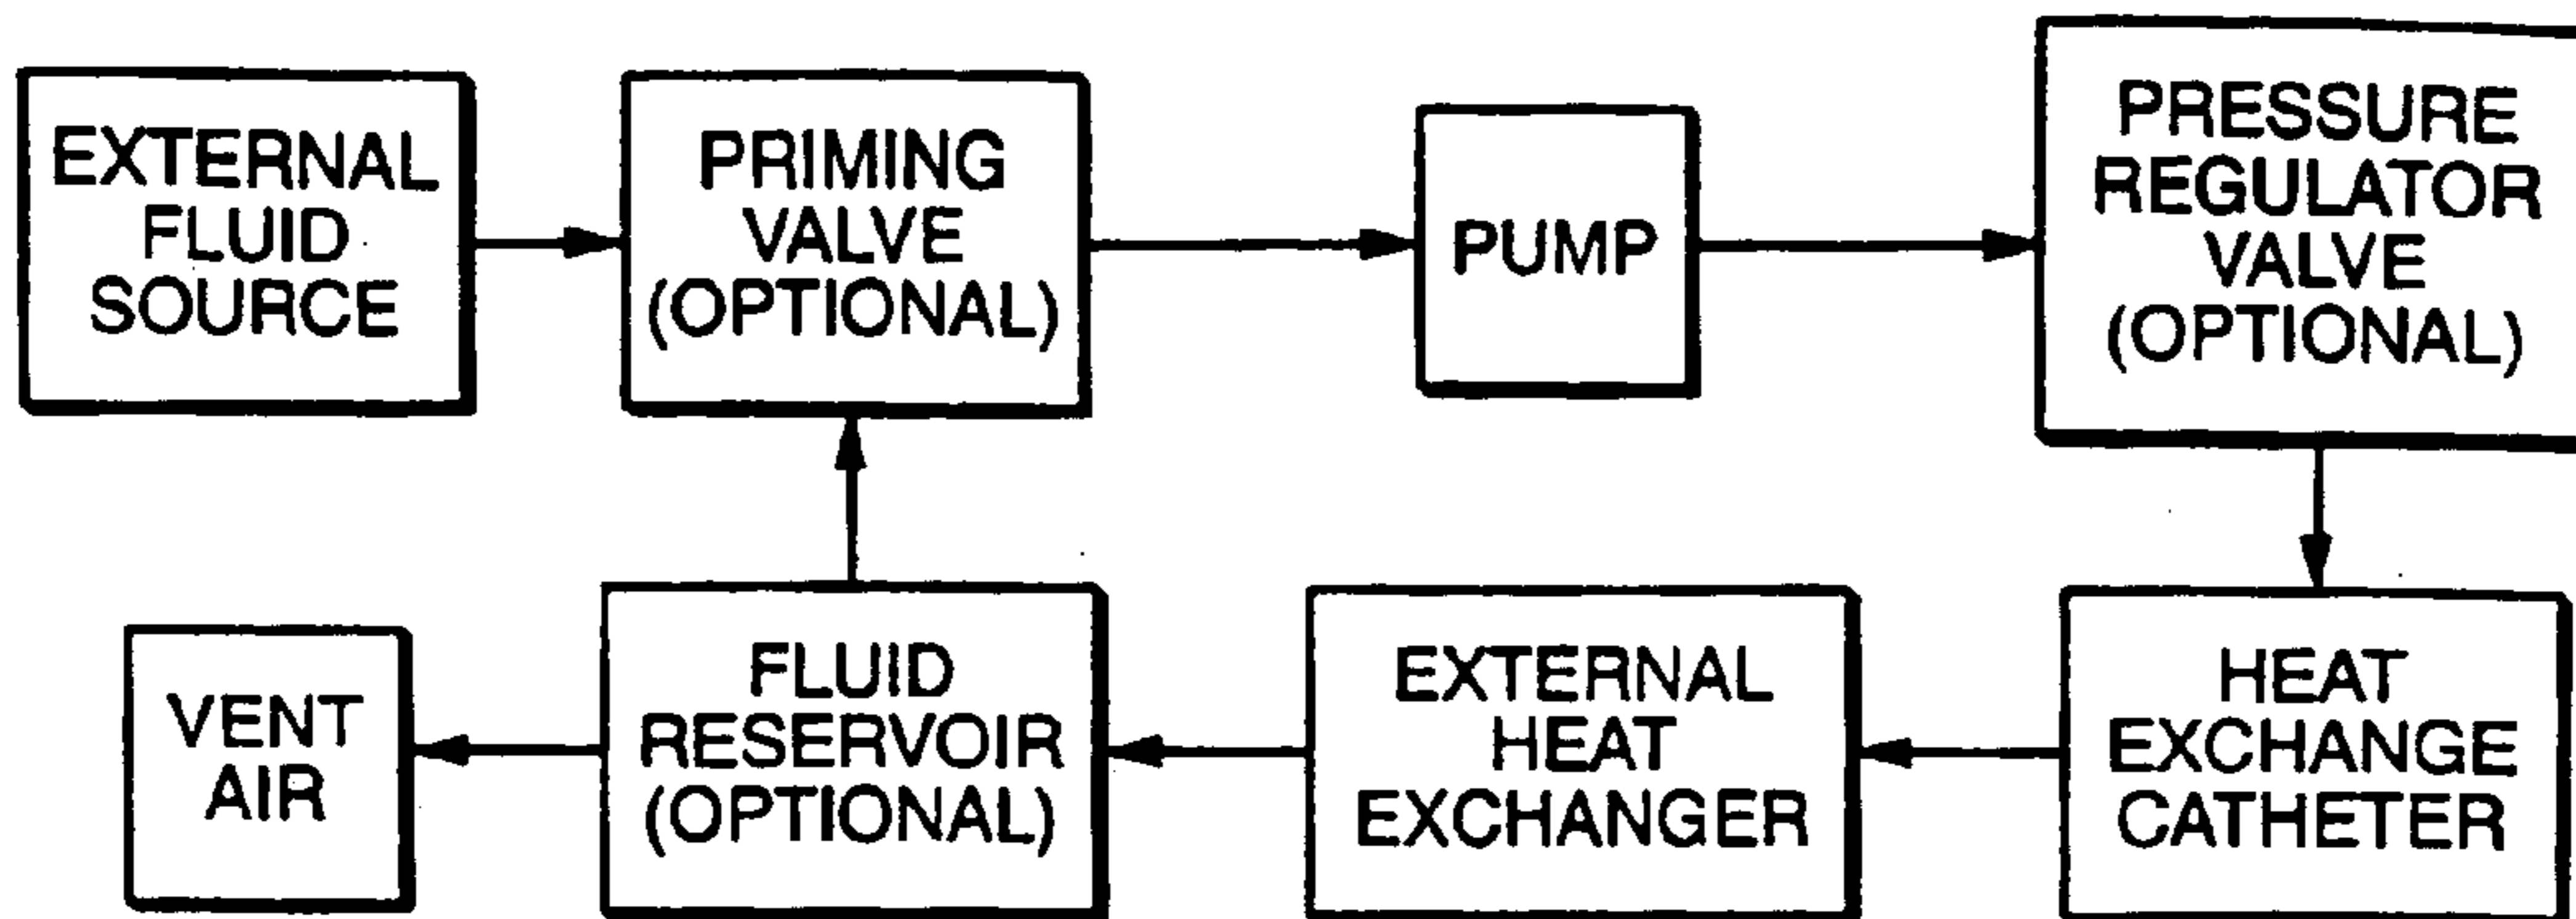 EXTERNAL
FLUID
SOURCE
PRIMING
VALVE
(OPTIONAL)
PUMP
PRESSURE
REGULATOR
VALVE
(OPTIONAL)
VENT
AIR
FLUID
RESERVOIR
(OPTIONAL)
EXTERNAL
HEAT
EXCHANGER
HEAT
EXCHANGE
CATHETER